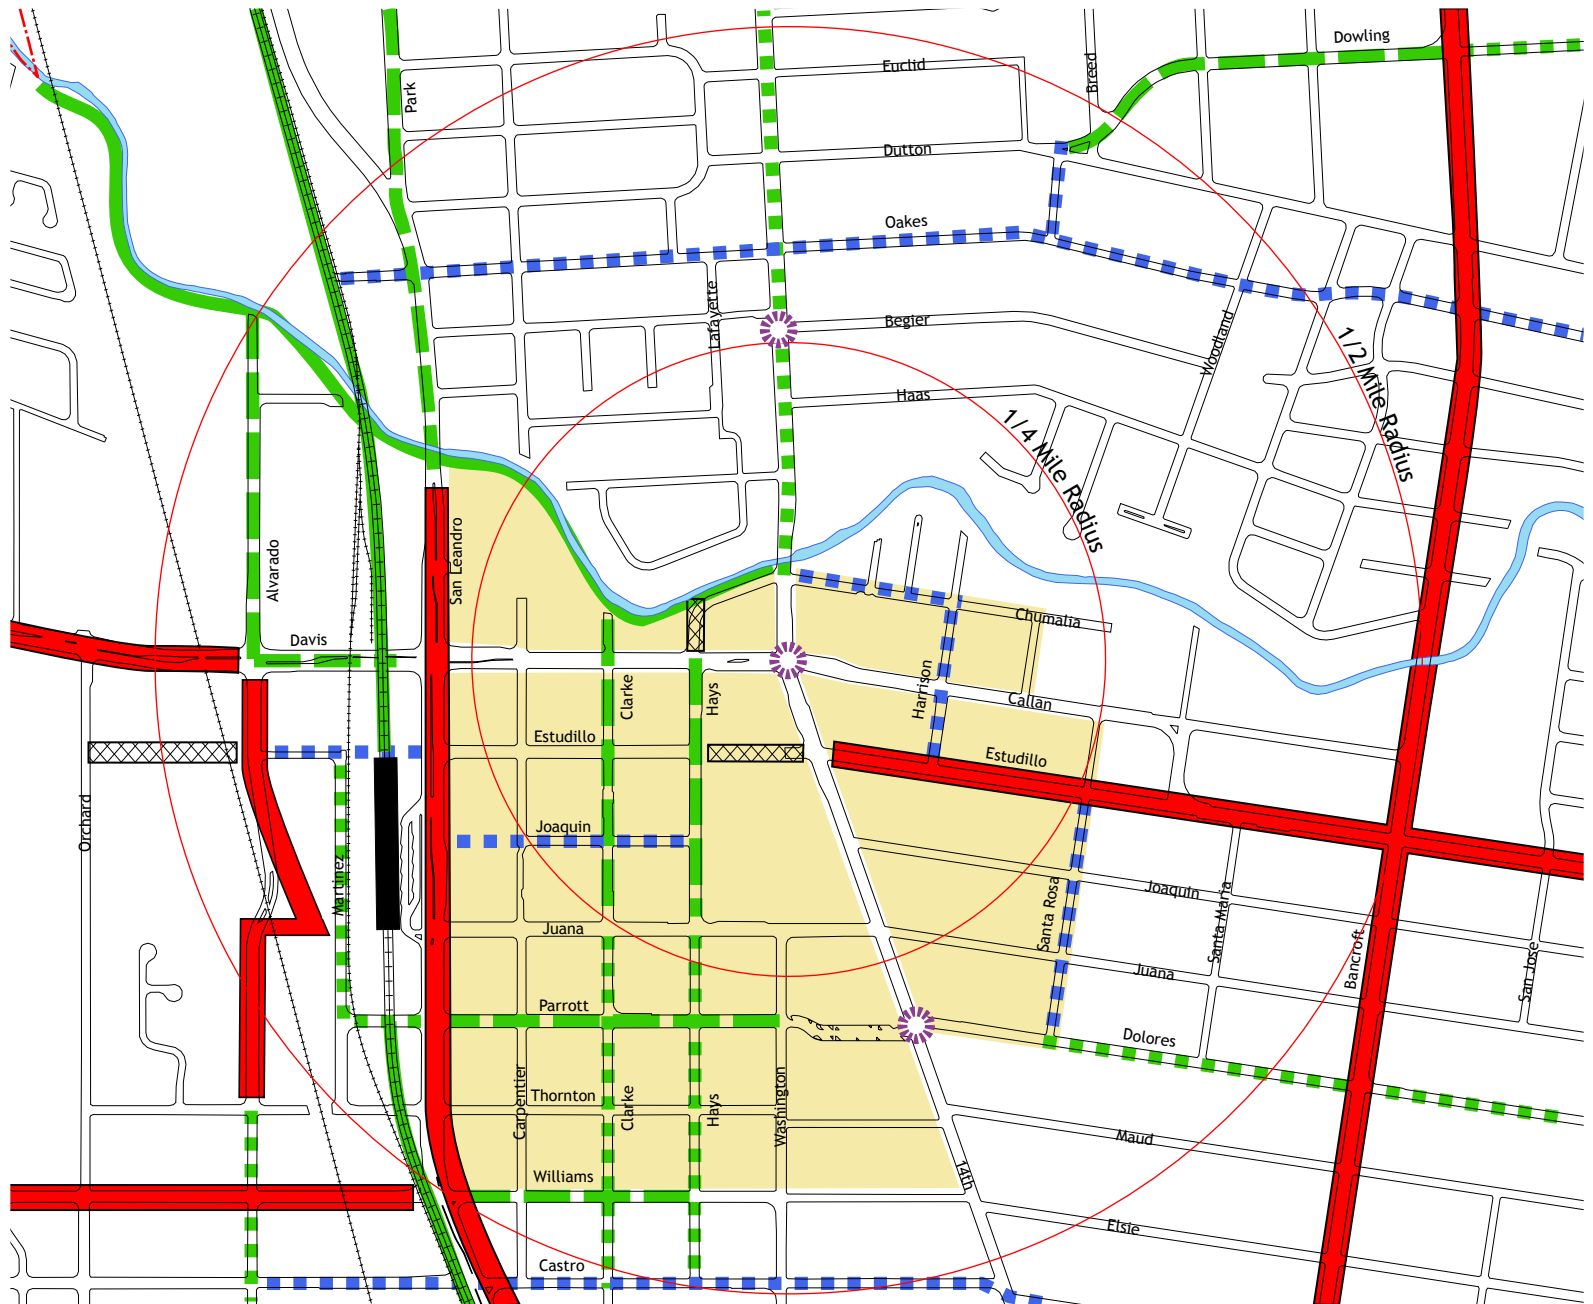 Dowling
Euclid
Breed
Park
Dutton
Oakes
Lafayette
Begier
Woodland
1/2 Mile Radius
Haas
1/4 Mile Radius
San Leandro
Alvarado
Davis
Chumalia
Clarke
Hays
Harrison
Callan
Estudillo
Estudillo
Orchard
Joaquin
Martinez
Joaquin
Santa Rosa
Santa Maria
Juana
Bancroft
San Jose
Juana
Parrott
Dolores
Carpentier
Thornton
Clarke
Hays
Washington
Maud
Williams
14th
Elsie
Castro